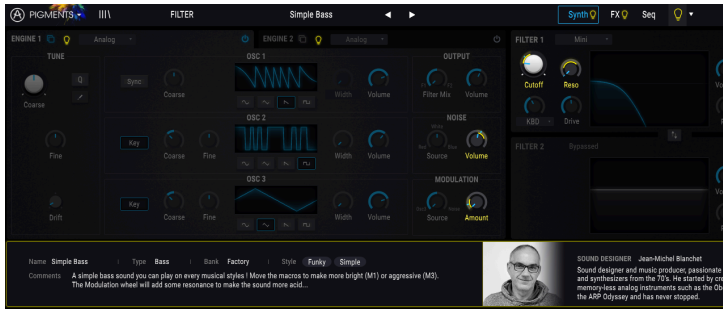 PIGMENTS FILTER Simple Bass Synth FX Seq
ENGINE 1 Analog ENGINE 2 Analog FILTER 1 Mini
TUNE OSC 1 OUTPUT
Q Sync
Coarse Coarse Width Volume Filter Mix Volume Cutoff Reso
OSC 2 NOISE
KBD Drive
Key White
Fine Coarse Fine Width Volume Source Volume
FILTER 2 Bypassed
OSC 3 MODULATION
Key
Drift Coarse Fine Width Volume Source Amount
Name Simple Bass Type Bass Bank Factory Style Funky Simple
Comments A simple bass sound you can play on every musical styles ! Move the macros to make more bright (M1) or aggressive (M3).
The Modulation wheel will add some resonance to make the sound more acid...
SOUND DESIGNER Jean-Michel Blanchet
Sound designer and music producer, passionate
and synthesizers from the 70's. He started by cre
memory-less analog instruments such as the Ob
the ARP Odyssey and has never stopped.